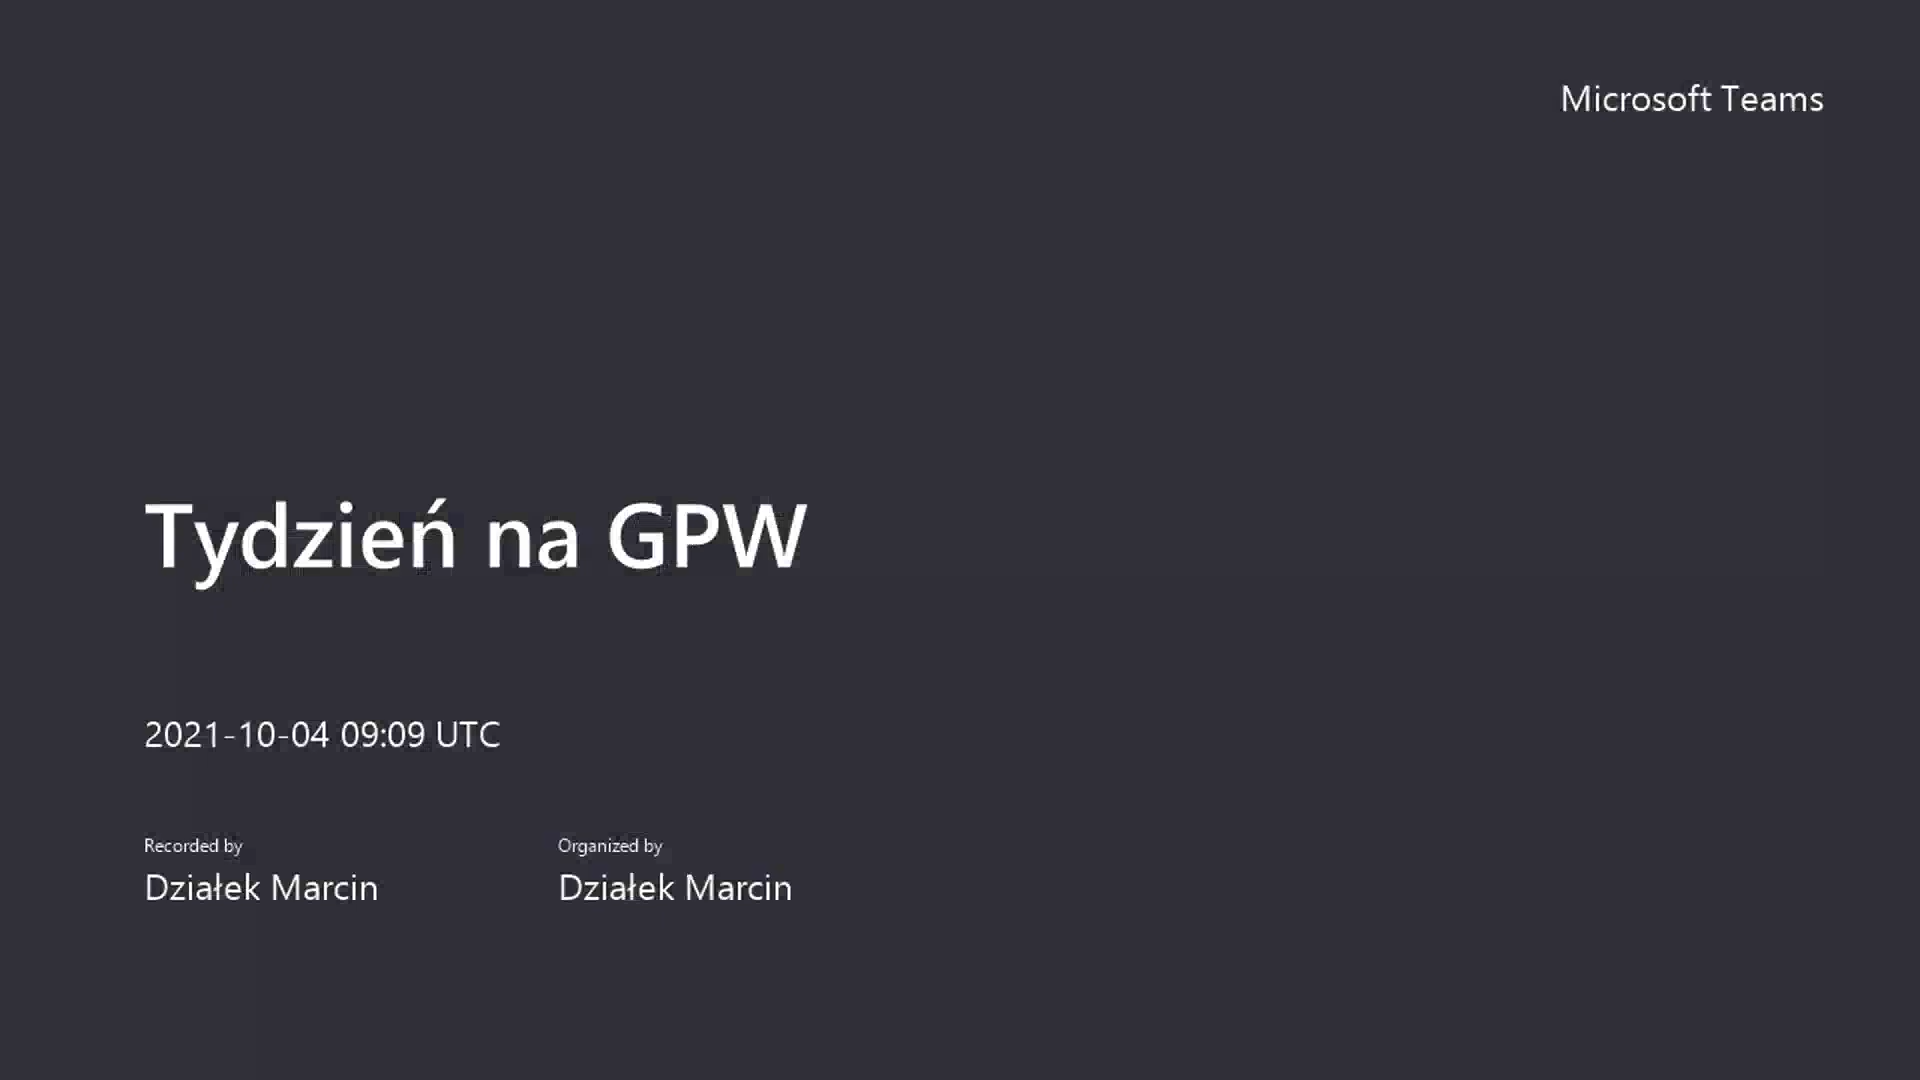 Microsoft Teams
Tydzień na GPW
2021-10-04 09:09 UTC
Recorded by
Działek Marcin
Organized by
Działek Marcin